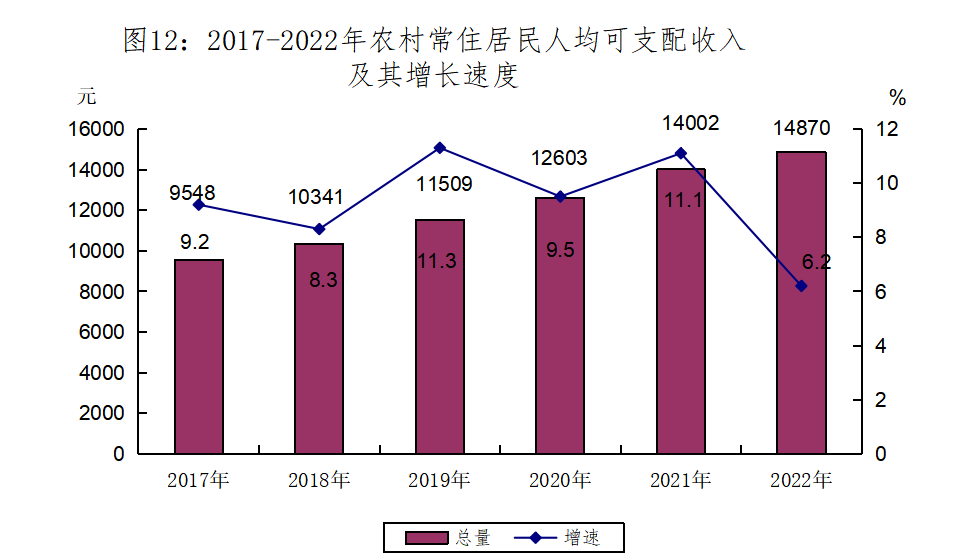 图12：2017-2022年农村常住居民人均可支配收入
及其增长速度
元 %
16000 14000 12000 10000 8000 6000 4000 2000 0
9548 10341 11509 12603 14002 14870
9.2 8.3 11.3 9.5 11.1 6.2
12 10 8 6 4 2 0
2017年 2018年 2019年 2020年 2021年 2022年
总量 增速